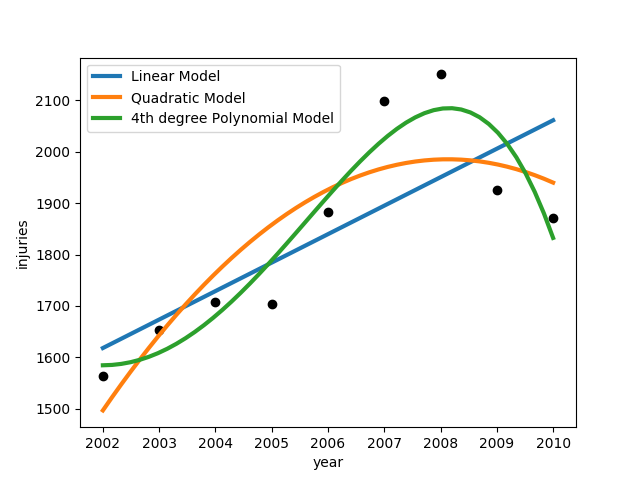 Linear Model
Quadratic Model
4th degree Polynomial Model
2100
2000
1900
1800
1700
1600
1500
injuries
2002 2003 2004 2005 2006 2007 2008 2009 2010
year